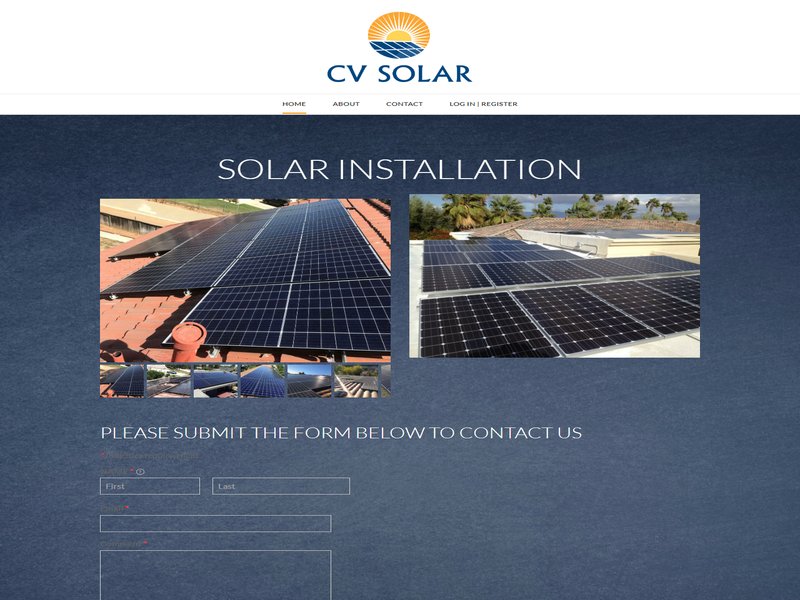 CV SOLAR
HOME ABOUT CONTACT LOG IN | REGISTER
SOLAR INSTALLATION
PLEASE SUBMIT THE FORM BELOW TO CONTACT US
First Last